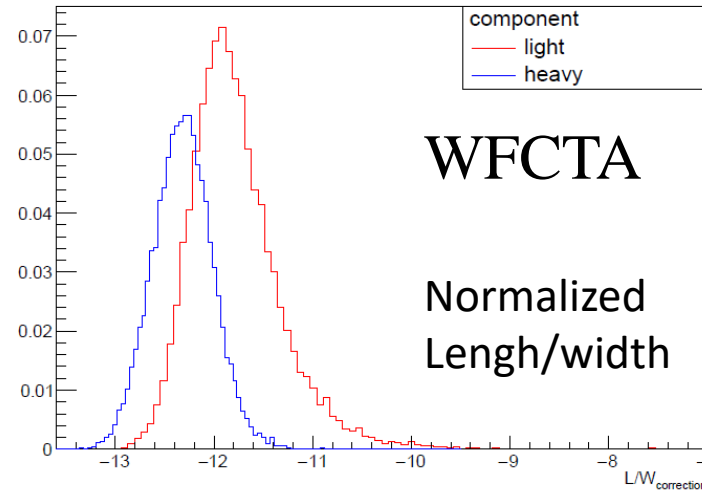 component
light
heavy
WFCTA
Normalized
Lengh/width
0.07
0.06
0.05
0.04
0.03
0.02
0.01
0
−13 −12 −11 −10 −9 −8
L/Wcorrection